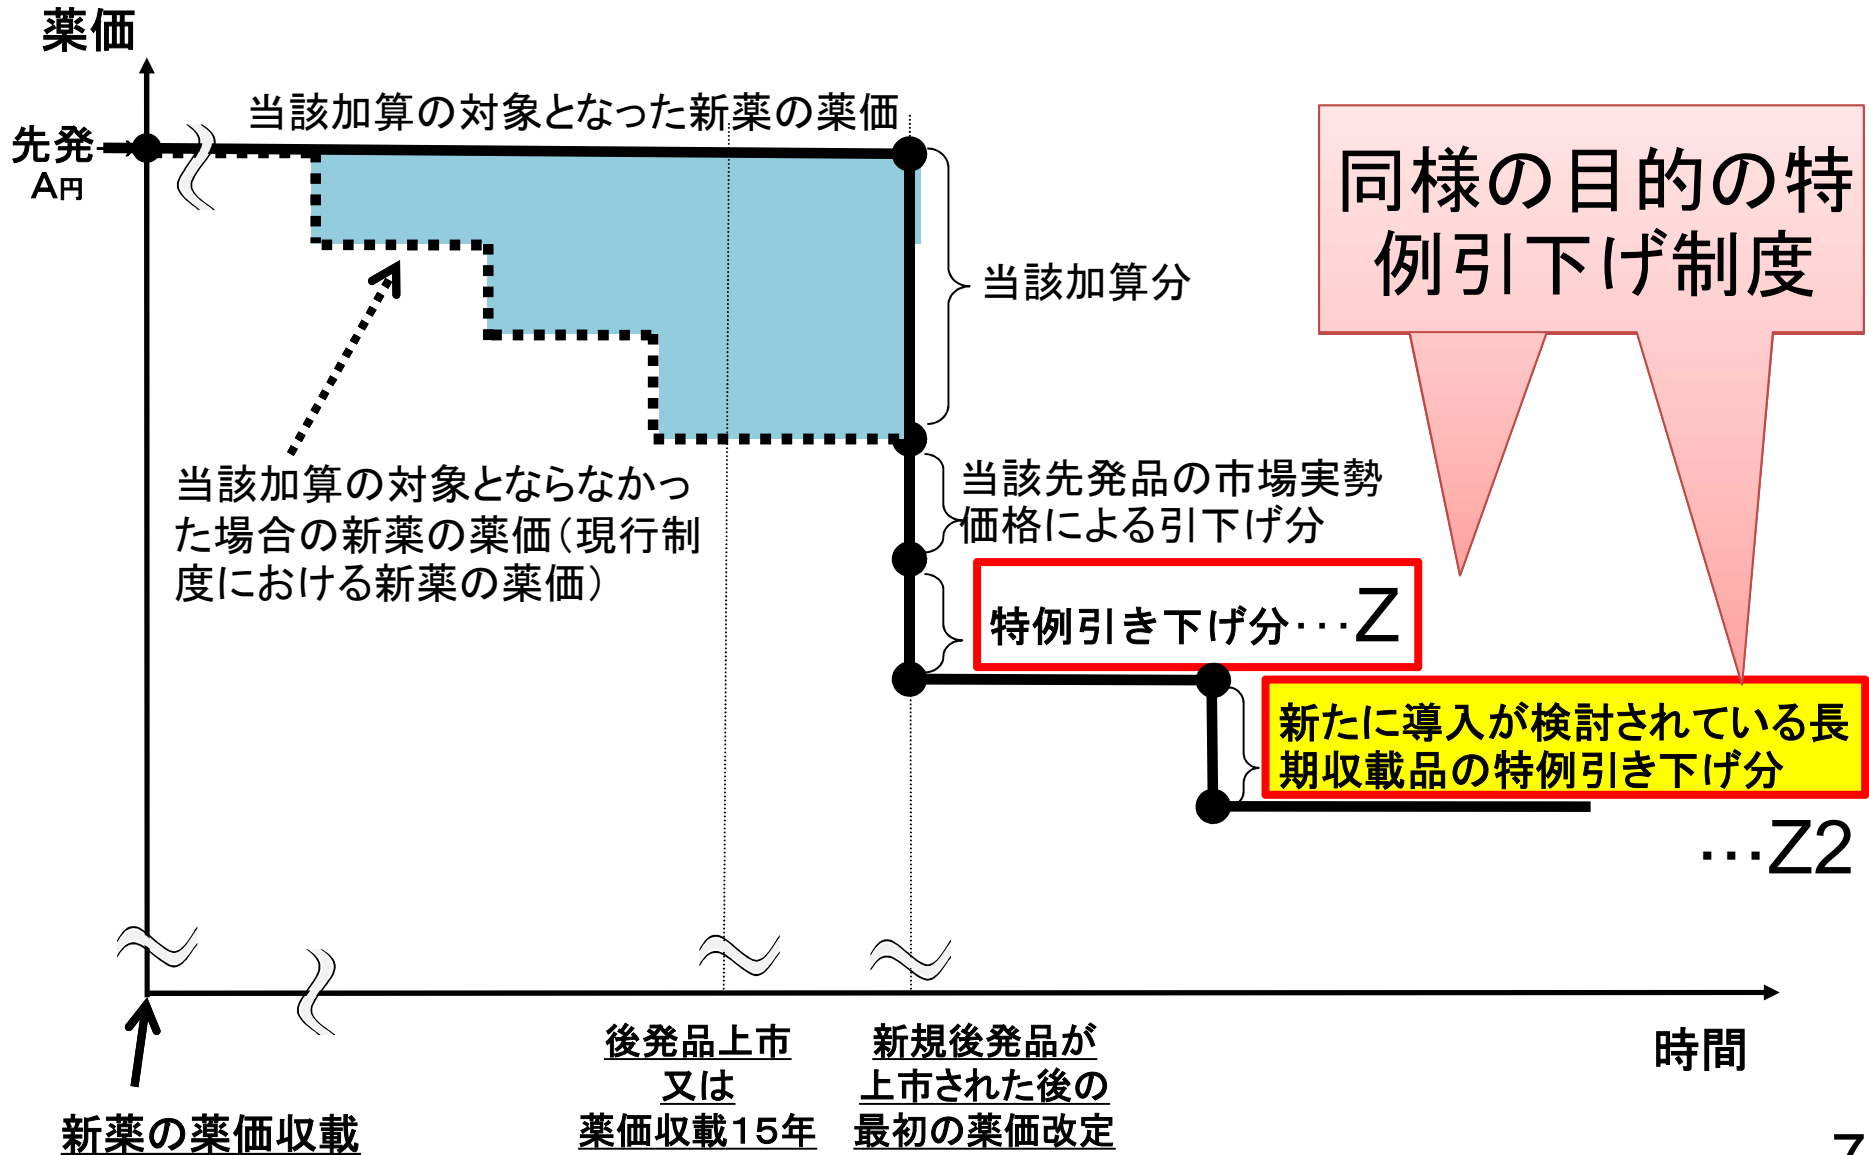 薬価
先発
A円
当該加算の対象となった新薬の薬価
同様の目的の特
例引下げ制度
当該加算分
当該加算の対象とならなかっ
た場合の新薬の薬価（現行制
度における新薬の薬価）
当該先発品の市場実勢
価格による引下げ分
特例引き下げ分…Z
新たに導入が検討されている長
期収載品の特例引き下げ分
…Z2
時間
新薬の薬価収載
後発品上市
又は
薬価収載１５年
新規後発品が
上市された後の
最初の薬価改定